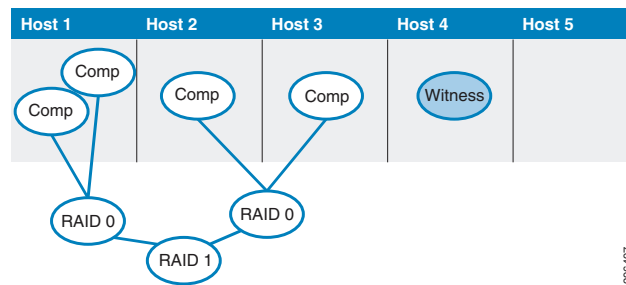 Host 1 Host 2 Host 3 Host 4 Host 5
Comp
Comp
Comp
Comp
Witness
RAID 0
RAID 0
RAID 1